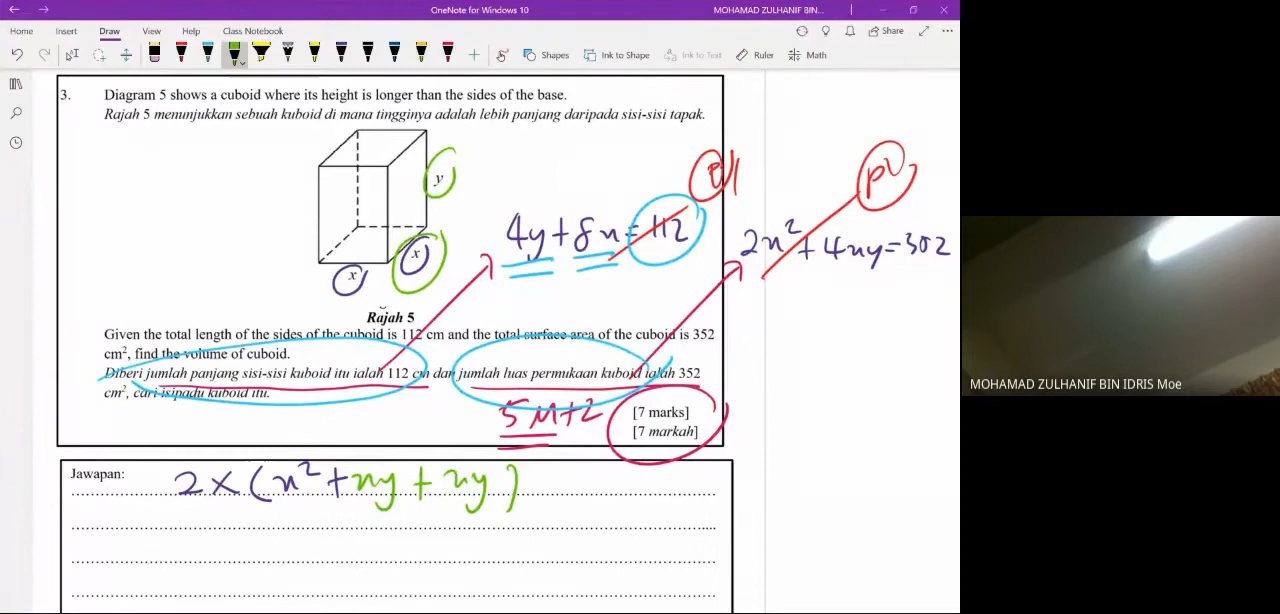 OneNote for Windows 10
MOHAMAD ZULHANIF BIN...
Home Insert Draw View Help Class Notebook
Share
Shapes Ink to Shape Ink to Text Ruler Math
3. Diagram 5 shows a cuboid where its height is longer than the sides of the base.
Rajah 5 menunjukkan sebuah kuboid di mana tingginya adalah lebih panjang daripada sisi-sisi tapak.
y
x
x
P1
4y+8x=112
P2
2x²+4xy=352
Rajah 5
Given the total length of the sides of the cuboid is 112 cm and the total surface area of the cuboid is 352
cm², find the volume of cuboid.
Diberi jumlah panjang sisi-sisi kuboid itu ialah 112 cm dan jumlah luas permukaan kuboid ialah 352
cm², cari isipadu kuboid itu.
5M+2
[7 marks]
[7 markah]
Jawapan: 2×(x²+xy+xy)
MOHAMAD ZULHANIF BIN IDRIS Moe